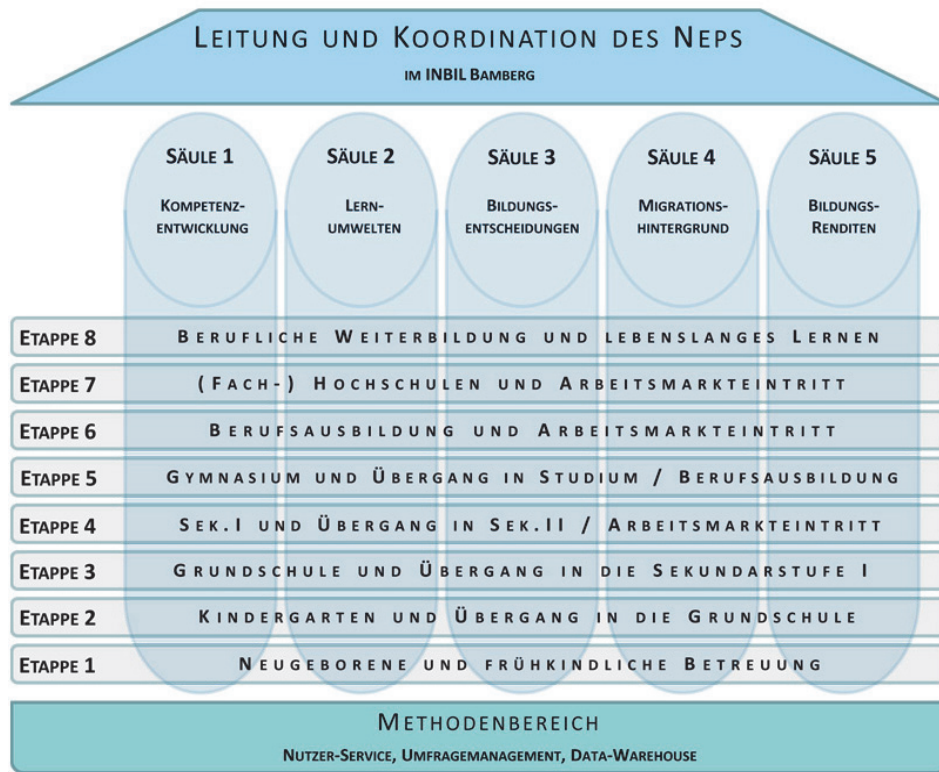 Leitung und Koordination des Neps
im INBIL Bamberg
Säule 1
Kompetenz-
entwicklung
Säule 2
Lern-
umwelten
Säule 3
Bildungs-
entscheidungen
Säule 4
Migrations-
hintergrund
Säule 5
Bildungs-
Renditen
Etappe 8 Berufliche Weiterbildung und lebenslanges Lernen
Etappe 7 (Fach-) Hochschulen und Arbeitsmarkteintritt
Etappe 6 Berufsausbildung und Arbeitsmarkteintritt
Etappe 5 Gymnasium und Übergang in Studium / Berufsausbildung
Etappe 4 Sek.I und Übergang in Sek.II / Arbeitsmarkteintritt
Etappe 3 Grundschule und Übergang in die Sekundarstufe I
Etappe 2 Kindergarten und Übergang in die Grundschule
Etappe 1 Neugeborene und frühkindliche Betreuung
Methodenbereich
Nutzer-Service, Umfragemanagement, Data-Warehouse